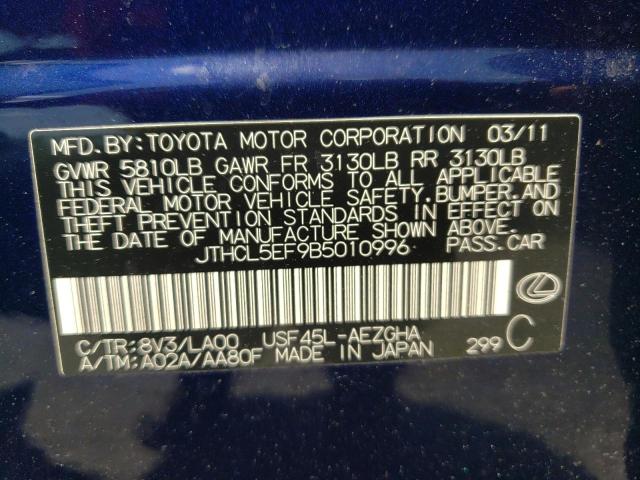 MFD. BY: TOYOTA MOTOR CORPORATION 03/11
GVWR 5810LB GAWR FR 3130LB RR 3130LB
THIS VEHICLE CONFORMS TO ALL APPLICABLE
FEDERAL MOTOR VEHICLE SAFETY, BUMPER, AND
THEFT PREVENTION STANDARDS IN EFFECT ON
THE DATE OF MANUFACTURE SHOWN ABOVE.
JTHCL5EF9B5010996 PASS. CAR
C/TR: 8V3/LA00 USF45L-AEZGHA
A/TM: A02A/AA80F MADE IN JAPAN 299 C